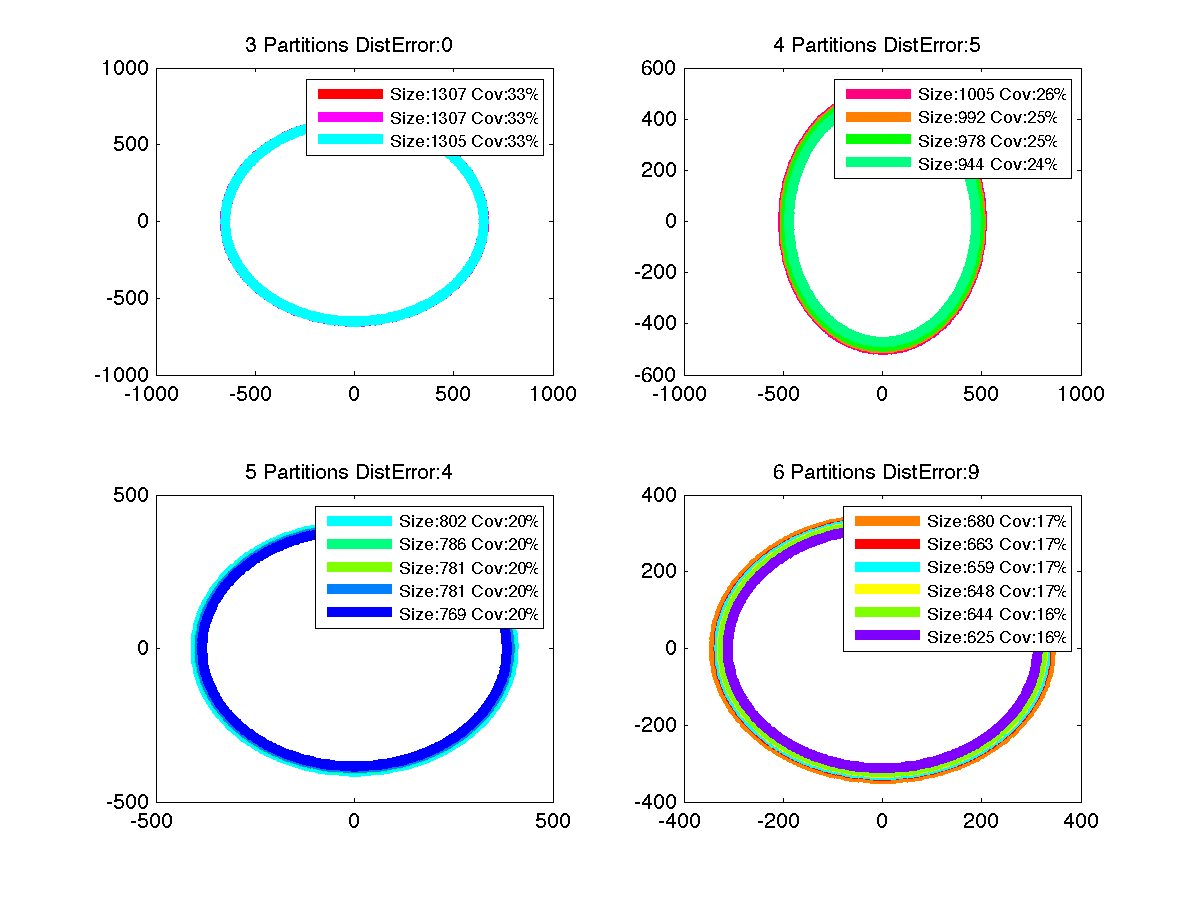 3 Partitions DistError:0
1000
500
0
-500
-1000
-1000 -500 0 500 1000
Size:1307 Cov:33%
Size:1307 Cov:33%
Size:1305 Cov:33%
4 Partitions DistError:5
600
400
200
0
-200
-400
-600
-1000 -500 0 500 1000
Size:1005 Cov:26%
Size:992 Cov:25%
Size:978 Cov:25%
Size:944 Cov:24%
5 Partitions DistError:4
500
0
-500
-500 0 500
Size:802 Cov:20%
Size:786 Cov:20%
Size:781 Cov:20%
Size:781 Cov:20%
Size:769 Cov:20%
6 Partitions DistError:9
400
200
0
-200
-400
-400 -200 0 200 400
Size:680 Cov:17%
Size:663 Cov:17%
Size:659 Cov:17%
Size:648 Cov:17%
Size:644 Cov:16%
Size:625 Cov:16%